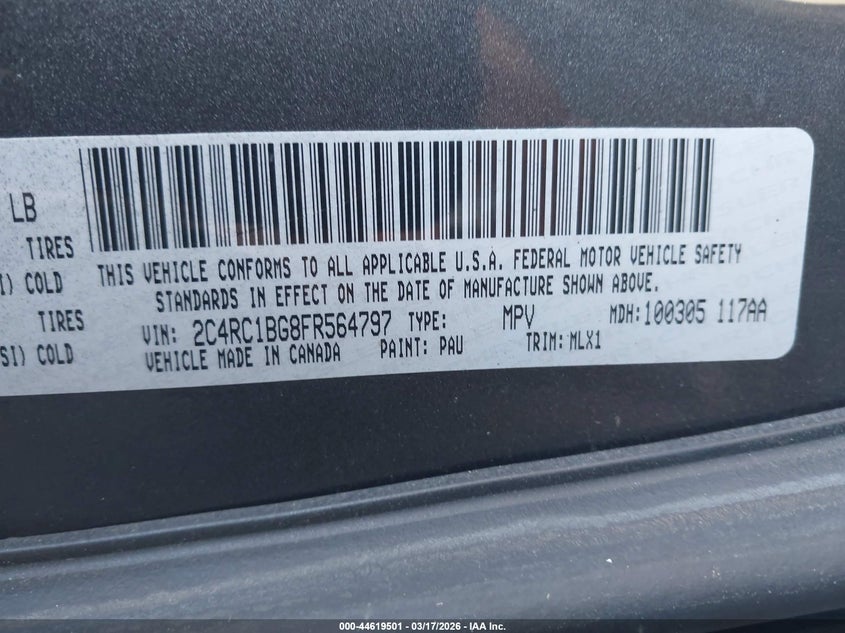 LB
TIRES
I) COLD
TIRES
SI) COLD
THIS VEHICLE CONFORMS TO ALL APPLICABLE U.S.A. FEDERAL MOTOR VEHICLE SAFETY
STANDARDS IN EFFECT ON THE DATE OF MANUFACTURE SHOWN ABOVE.
VIN: 2C4RC1BG8FR564797 TYPE: MPV MDH: 100305 117AA
VEHICLE MADE IN CANADA PAINT: PAU TRIM: MLX1
000-44619501 — 03/17/2026 — IAA Inc.